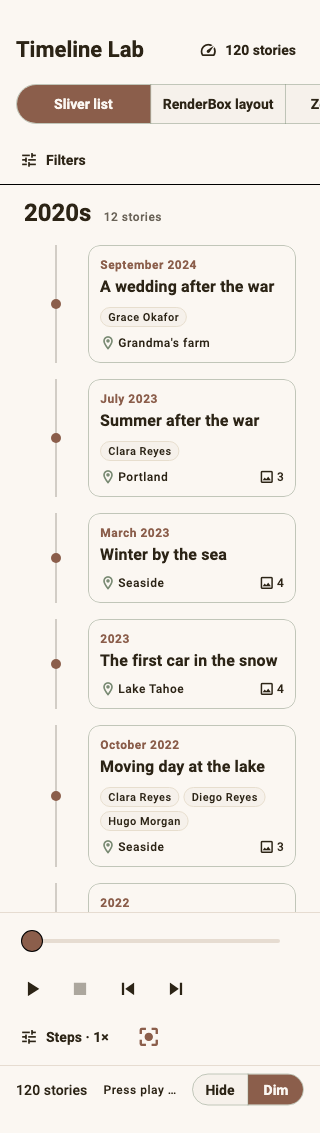 Timeline Lab
120 stories
Sliver list
RenderBox layout
Z
Filters
2020s 12 stories
September 2024
A wedding after the war
Grace Okafor
Grandma's farm
July 2023
Summer after the war
Clara Reyes
Portland 3
March 2023
Winter by the sea
Seaside 4
2023
The first car in the snow
Lake Tahoe 4
October 2022
Moving day at the lake
Clara Reyes Diego Reyes
Hugo Morgan
Seaside 3
2022
Steps · 1×
120 stories Press play … Hide Dim